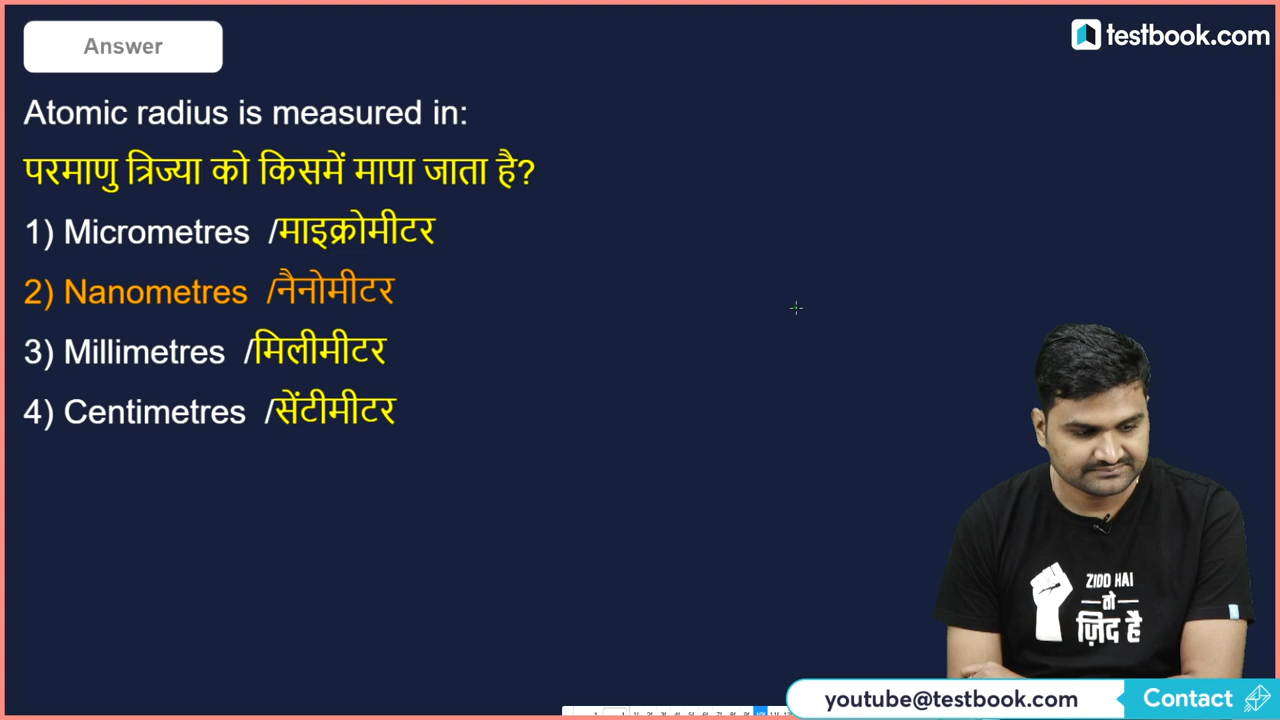 Answer
testbook.com
Atomic radius is measured in:
परमाणु त्रिज्या को किसमें मापा जाता है?
1) Micrometres /माइक्रोमीटर
2) Nanometres /नैनोमीटर
3) Millimetres /मिलीमीटर
4) Centimetres /सेंटीमीटर
ZIDD HAI
तो
ज़िद है
youtube@testbook.com
Contact